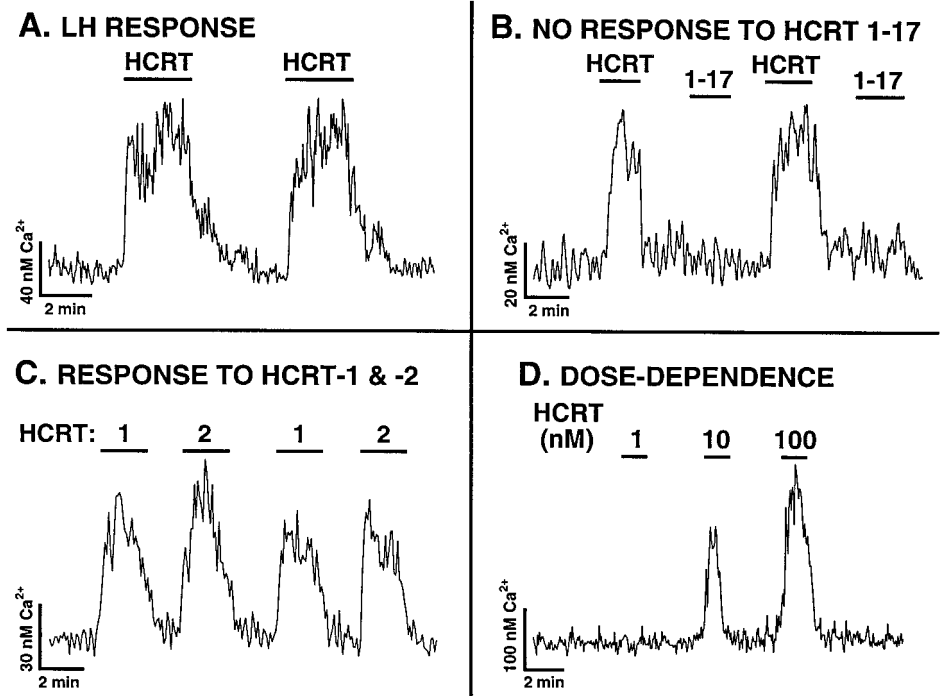 A. LH RESPONSE
HCRT HCRT
40 nM Ca²⁺
2 min
B. NO RESPONSE TO HCRT 1-17
HCRT 1-17 HCRT 1-17
20 nM Ca²⁺
2 min
C. RESPONSE TO HCRT-1 & -2
HCRT: 1 2 1 2
30 nM Ca²⁺
2 min
D. DOSE-DEPENDENCE
HCRT
(nM) 1 10 100
100 nM Ca²⁺
2 min